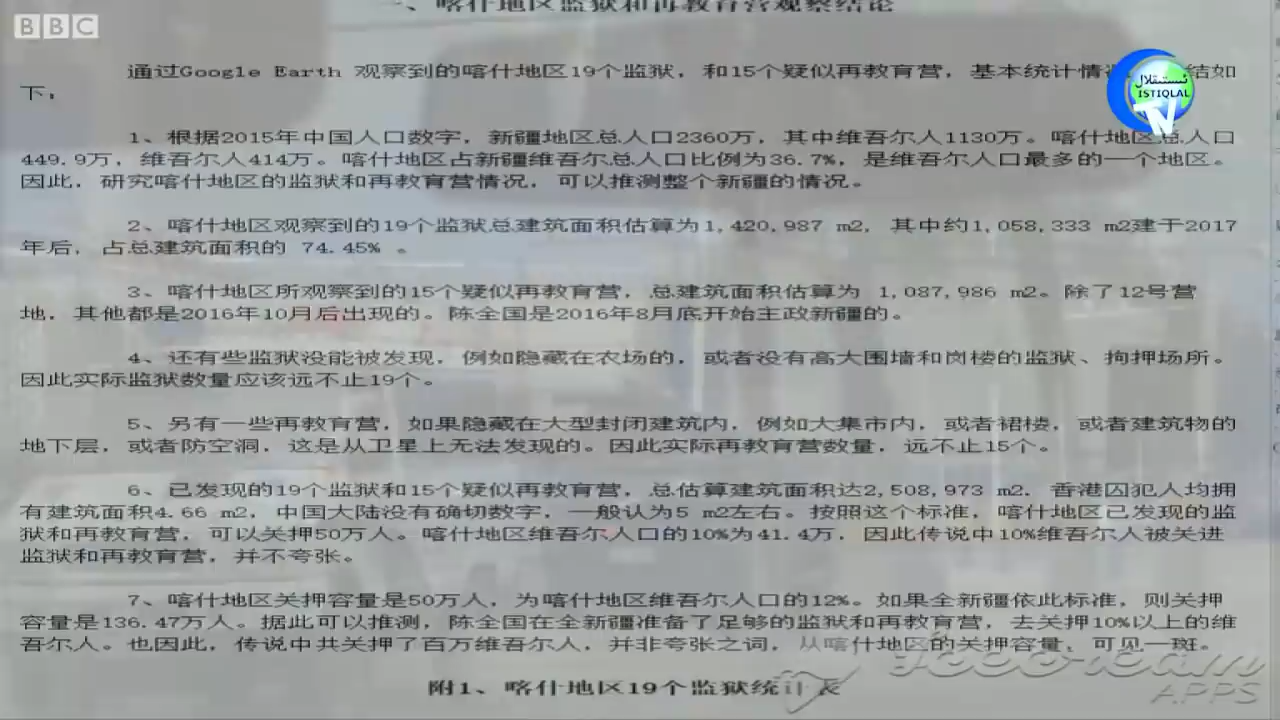 BBC
一、喀什地区监狱和再教育营观察结论
通过Google Earth 观察到的喀什地区19个监狱，和15个疑似再教育营，基本统计情 结如
下，
ئىستىقلال
ISTIQLAL
TV
1、根据2015年中国人口数字，新疆地区总人口2360万，其中维吾尔人1130万。喀什地区总人口
449.9万，维吾尔人414万。喀什地区占新疆维吾尔总人口比例为36.7%，是维吾尔人口最多的一个地区。
因此，研究喀什地区的监狱和再教育营情况，可以推测整个新疆的情况。
2、喀什地区观察到的19个监狱总建筑面积估算为1,420,987 m2，其中约1,058,333 m2建于2017
年后，占总建筑面积的 74.45% 。
3、喀什地区所观察到的15个疑似再教育营，总建筑面积估算为 1,087,986 m2。除了12号营
地，其他都是2016年10月后出现的。陈全国是2016年8月底开始主政新疆的。
4、还有些监狱没能被发现，例如隐藏在农场的，或者没有高大围墙和岗楼的监狱、拘押场所。
因此实际监狱数量应该远不止19个。
5、另有一些再教育营，如果隐藏在大型封闭建筑内，例如大集市内，或者裙楼，或者建筑物的
地下层，或者防空洞，这是从卫星上无法发现的。因此实际再教育营数量，远不止15个。
6、已发现的19个监狱和15个疑似再教育营，总估算建筑面积达2,508,973 m2，香港囚犯人均拥
有建筑面积4.66 m2，中国大陆没有确切数字，一般认为5 m2左右。按照这个标准，喀什地区已发现的监
狱和再教育营，可以关押50万人。喀什地区维吾尔人口的10%为41.4万，因此传说中10%维吾尔人被关进
监狱和再教育营，并不夸张。
7、喀什地区关押容量是50万人，为喀什地区维吾尔人口的12%。如果全新疆依此标准，则关押
容量是136.47万人。据此可以推测，陈全国在全新疆准备了足够的监狱和再教育营，去关押10%以上的维
吾尔人。也因此，传说中共关押了百万维吾尔人，并非夸张之词，从喀什地区的关押容量，可见一斑。
附1、喀什地区19个监狱统计表
APPS